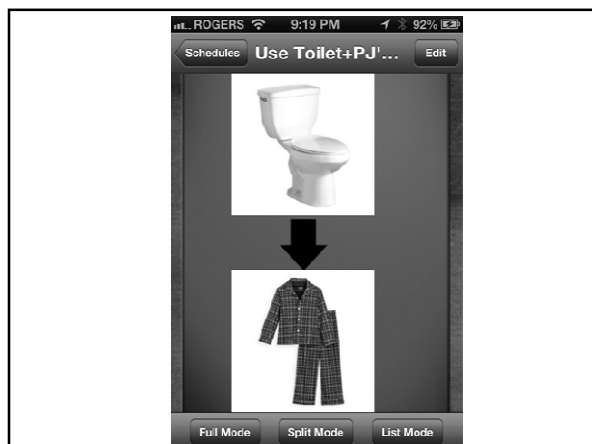 ROGERS 9:19 PM 92%
Schedules Use Toilet+PJ'... Edit
Full Mode Split Mode List Mode